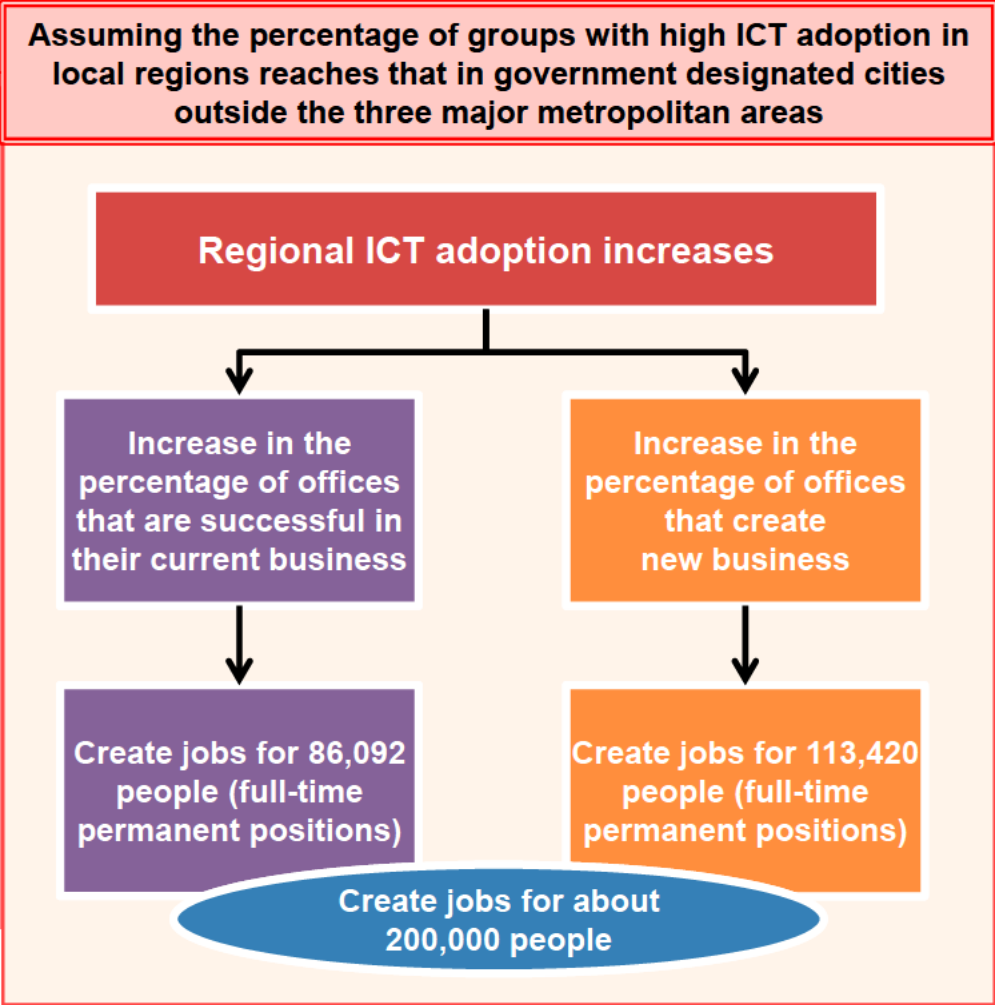 Assuming the percentage of groups with high ICT adoption in
local regions reaches that in government designated cities
outside the three major metropolitan areas
Regional ICT adoption increases
Increase in the
percentage of offices
that are successful in
their current business
Increase in the
percentage of offices
that create
new business
Create jobs for 86,092
people (full-time
permanent positions)
Create jobs for 113,420
people (full-time
permanent positions)
Create jobs for about
200,000 people